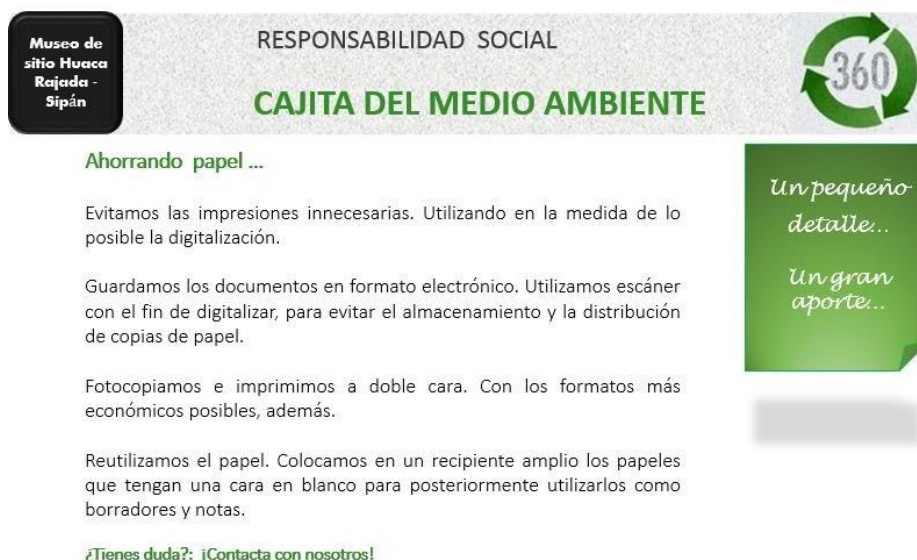 Museo de
sitio Huaca
Rajada -
Sipán
RESPONSABILIDAD SOCIAL
CAJITA DEL MEDIO AMBIENTE
360
Ahorrando papel ...
Evitamos las impresiones innecesarias. Utilizando en la medida de lo
posible la digitalización.
Guardamos los documentos en formato electrónico. Utilizamos escáner
con el fin de digitalizar, para evitar el almacenamiento y la distribución
de copias de papel.
Fotocopiamos e imprimimos a doble cara. Con los formatos más
económicos posibles, además.
Reutilizamos el papel. Colocamos en un recipiente amplio los papeles
que tengan una cara en blanco para posteriormente utilizarlos como
borradores y notas.
¿Tienes duda?: ¡Contacta con nosotros!
Un pequeño
detalle...
Un gran
aporte...